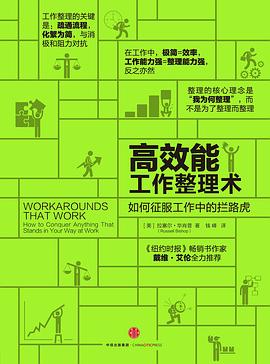 工作整理的关键
是：疏通流程，
化繁为简，与消
极和阻力对抗
在工作中，极简=效率，
工作能力强=整理能力强，
反之亦然
整理的核心理念是
“我为何整理”，而
不是为了整理而整理
高效能
工作整理术
WORKAROUNDS
THAT WORK
How to Conquer Anything That
Stands in Your Way at Work
如何征服工作中的拦路虎
[美] 拉塞尔·毕肖普 著 钱峰 译
(Russell Bishop)
《纽约时报》畅销书作家
戴维·艾伦全力推荐
中信出版社·CHINACITICPRESS